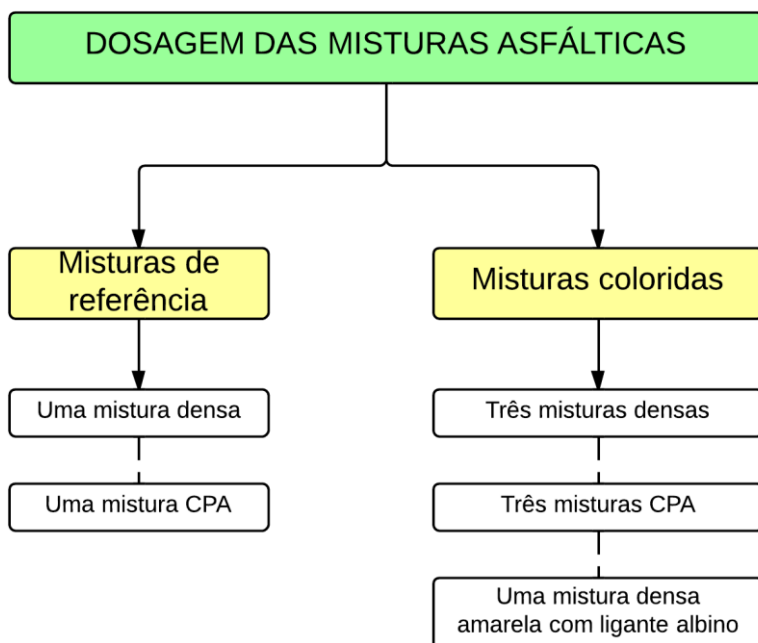 DOSAGEM DAS MISTURAS ASFÁLTICAS
Misturas de
referência
Misturas coloridas
Uma mistura densa
Três misturas densas
Uma mistura CPA
Três misturas CPA
Uma mistura densa
amarela com ligante albino